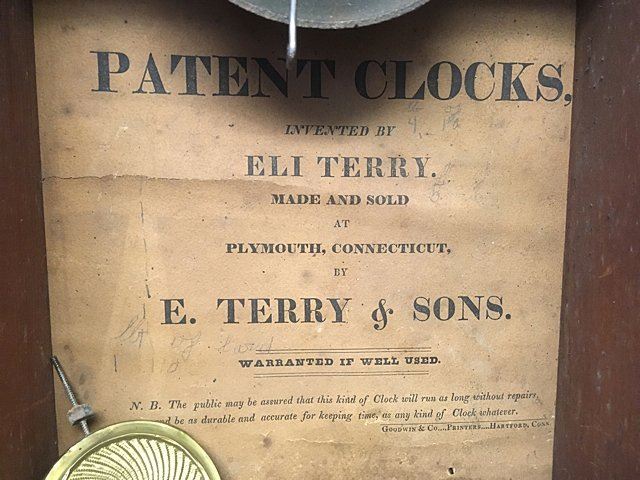 PATENT CLOCKS,
INVENTED BY
ELI TERRY.
MADE AND SOLD
AT
PLYMOUTH, CONNECTICUT,
BY
E. TERRY & SONS.
WARRANTED IF WELL USED.
N. B. The public may be assured that this kind of Clock will run as long without repairs,
be as durable and accurate for keeping time, as any kind of Clock whatever.
GOODWIN & CO....PRINTERS....HARTFORD, CONN